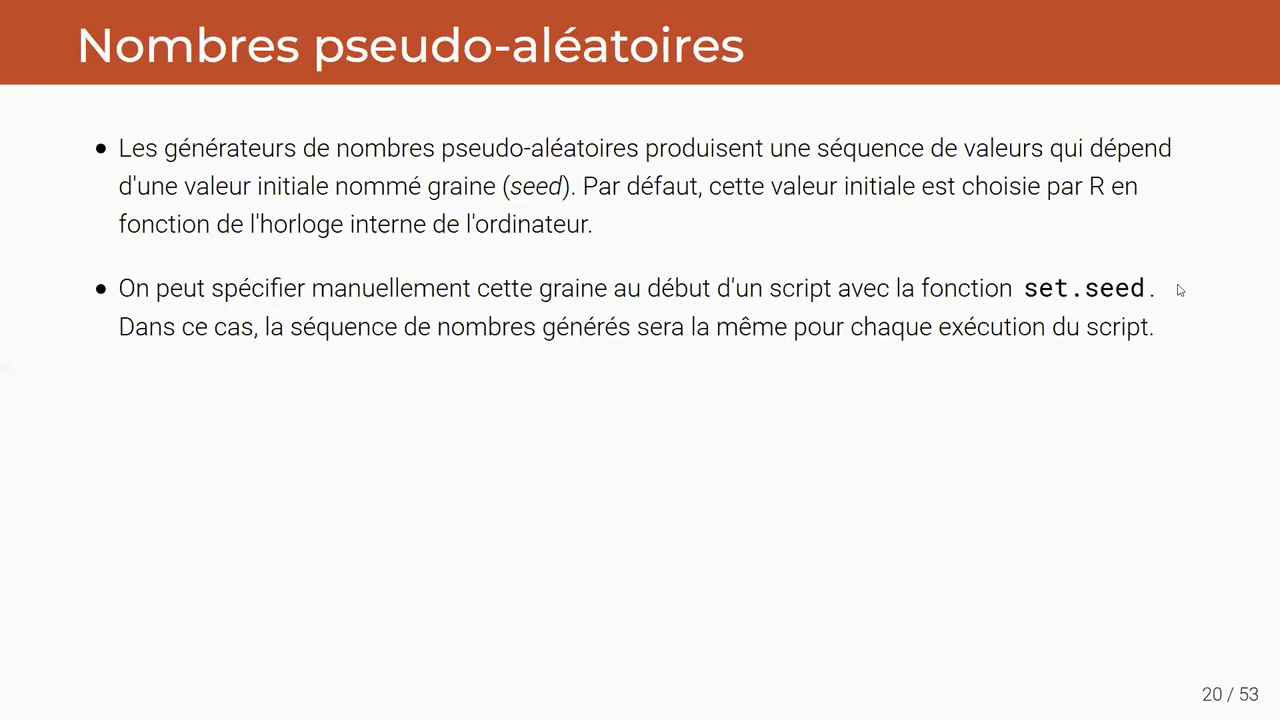 Nombres pseudo-aléatoires
• Les générateurs de nombres pseudo-aléatoires produisent une séquence de valeurs qui dépend
d'une valeur initiale nommé graine (seed). Par défaut, cette valeur initiale est choisie par R en
fonction de l'horloge interne de l'ordinateur.
• On peut spécifier manuellement cette graine au début d'un script avec la fonction set.seed.
Dans ce cas, la séquence de nombres générés sera la même pour chaque exécution du script.
20 / 53